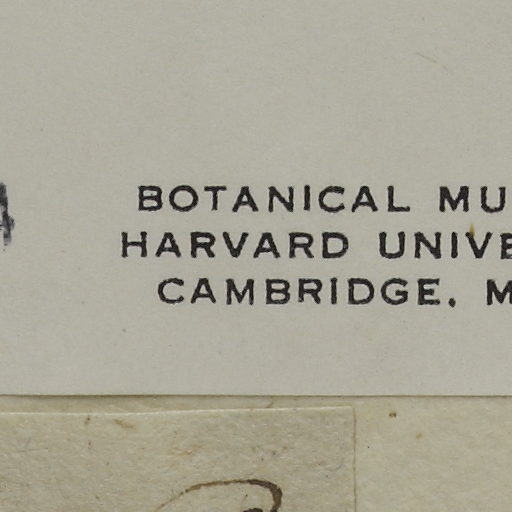 BOTANICAL MU
HARVARD UNIVE
CAMBRIDGE. M